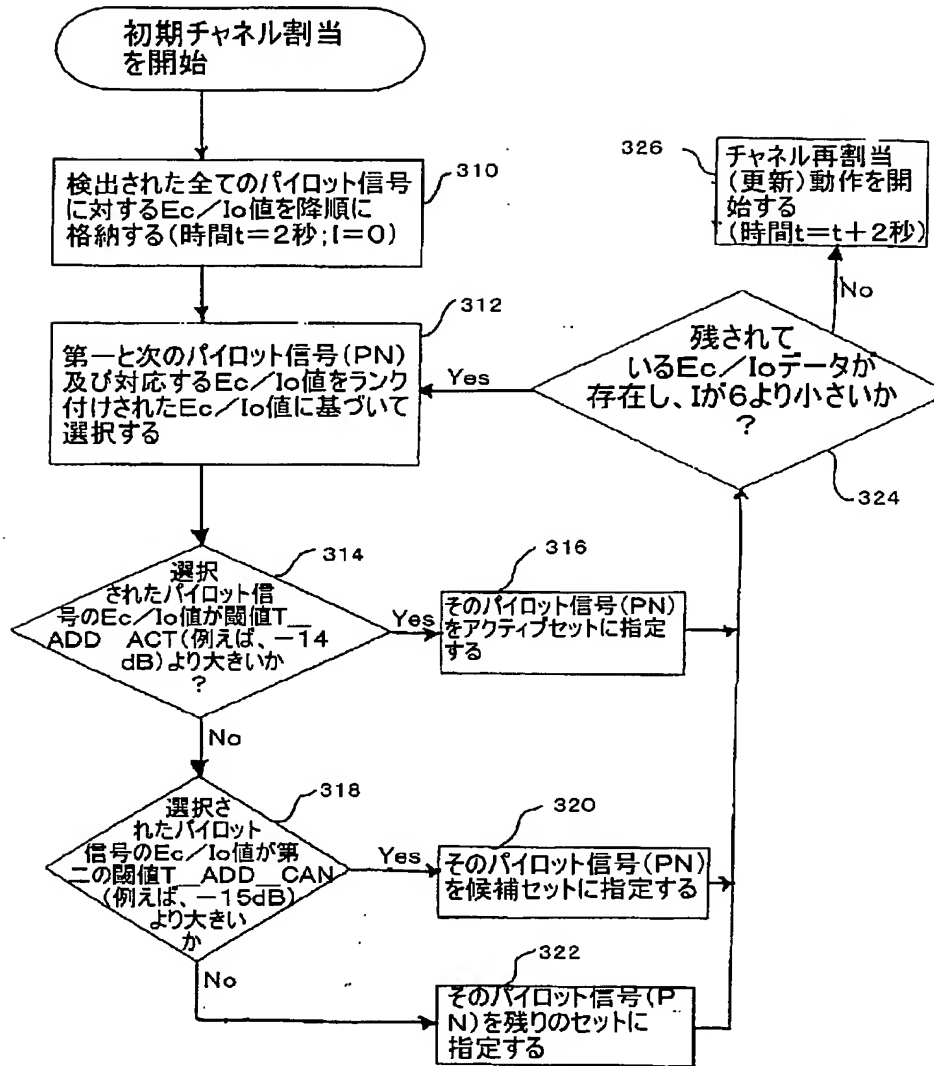 初期チャネル割当
を開始
310
検出された全てのパイロット信号
に対するEc/Io値を降順に
格納する(時間t=2秒;I=0)
312
第一と次のパイロット信号(PN)
及び対応するEc/Io値をランク
付けされたEc/Io値に基づいて
選択する
314
選択
されたパイロット信
号のEc/Io値が閾値T__
ADD ACT(例えば、-14
dB)より大きいか
?
Yes
No
316
そのパイロット信号(PN)
をアクティブセットに指定
する
318
選択さ
れたパイロット
信号のEc/Io値が第
二の閾値T__ADD__CAN
(例えば、-15dB)
より大きい
か
Yes
No
320
そのパイロット信号(PN)
を候補セットに指定する
322
そのパイロット信号(P
N)を残りのセットに
指定する
324
残されて
いるEc/Ioデータが
存在し、Iが6より小さいか
?
Yes
No
326
チャネル再割当
(更新)動作を開
始する
(時間t=t+2秒)